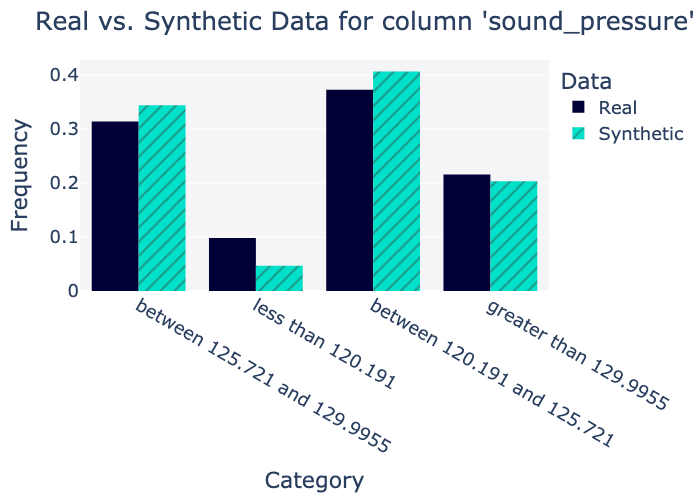 Real vs. Synthetic Data for column 'sound_pressure'
Data
Real
Synthetic
Frequency
0.4
0.3
0.2
0.1
0
between 125.721 and 129.9955
less than 120.191
between 120.191 and 125.721
greater than 129.9955
Category